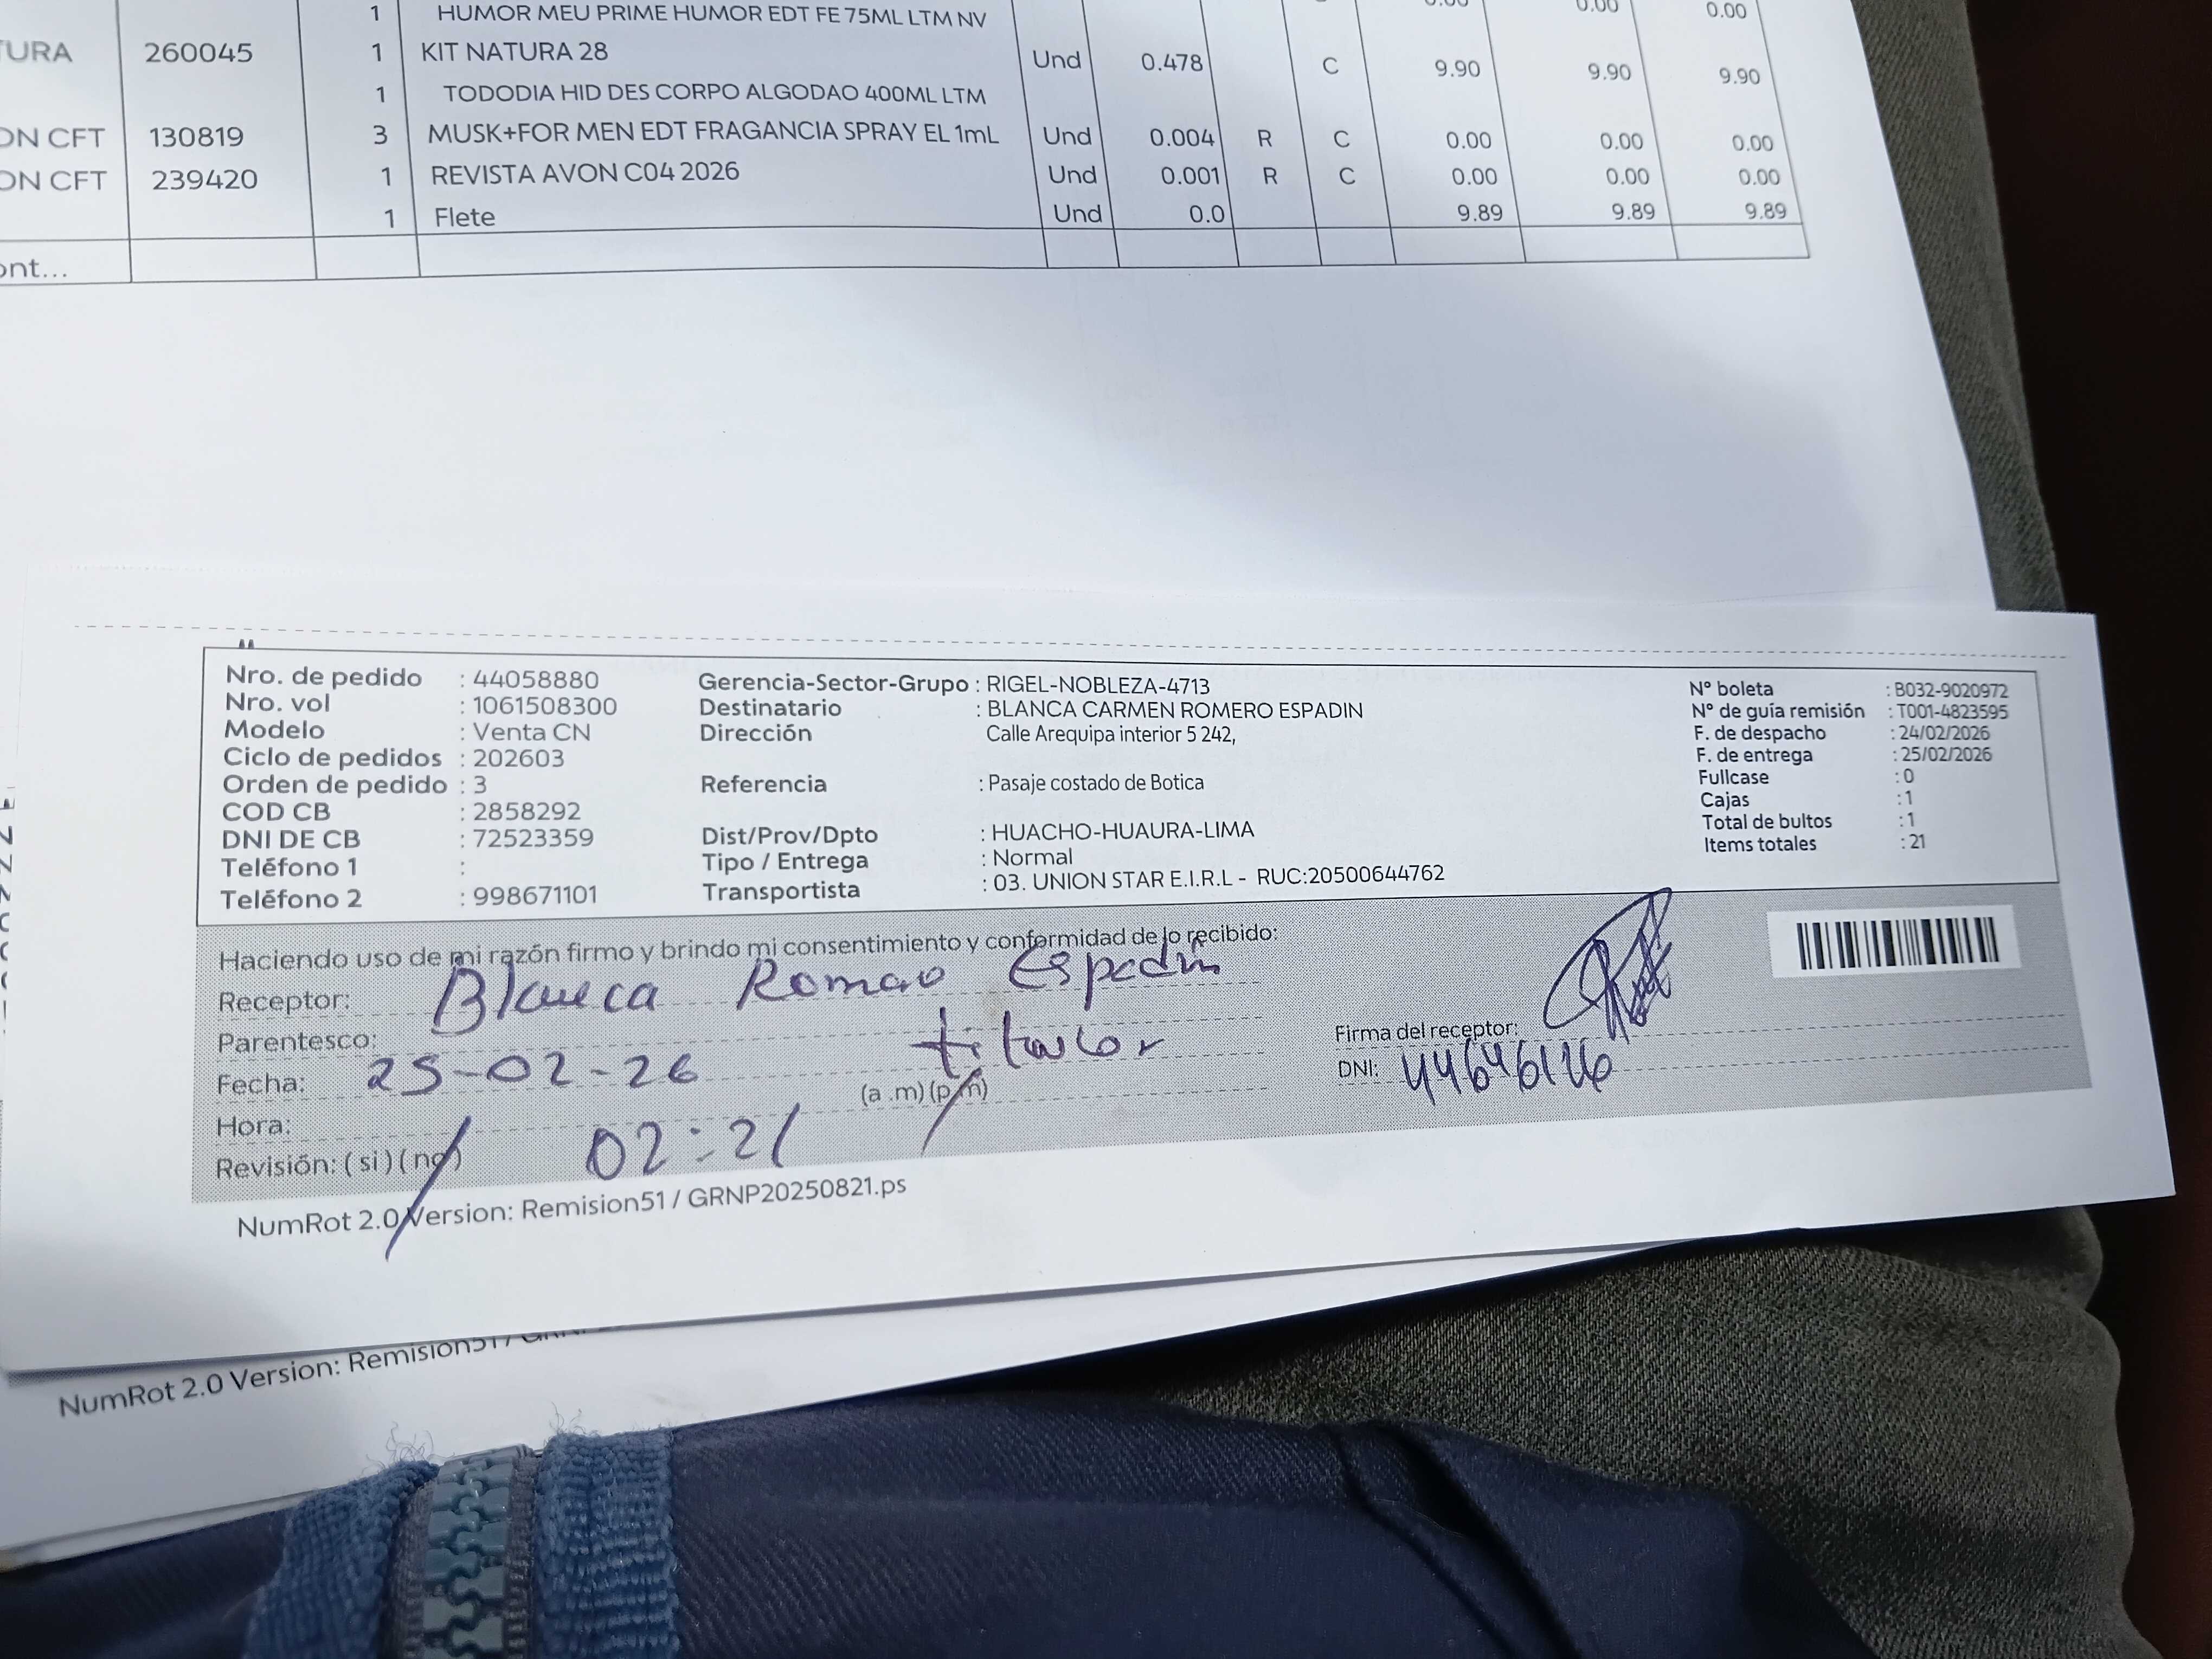 1 HUMOR MEU PRIME HUMOR EDT FE 75ML LTM NV 0.00 0.00
TURA 260045 1 KIT NATURA 28 Und 0.478 C 9.90 9.90 9.90
1 TODODIA HID DES CORPO ALGODAO 400ML LTM
ON CFT 130819 3 MUSK+FOR MEN EDT FRAGANCIA SPRAY EL 1mL Und 0.004 R C 0.00 0.00 0.00
ON CFT 239420 1 REVISTA AVON C04 2026 Und 0.001 R C 0.00 0.00 0.00
1 Flete Und 0.0 9.89 9.89 9.89
ont...
Nro. de pedido : 44058880
Nro. vol : 1061508300
Modelo : Venta CN
Ciclo de pedidos : 202603
Orden de pedido : 3
COD CB : 2858292
DNI DE CB : 72523359
Teléfono 1 :
Teléfono 2 : 998671101
Gerencia-Sector-Grupo : RIGEL-NOBLEZA-4713
Destinatario : BLANCA CARMEN ROMERO ESPADIN
Dirección Calle Arequipa interior 5 242,
Referencia : Pasaje costado de Botica
Dist/Prov/Dpto : HUACHO-HUAURA-LIMA
Tipo / Entrega : Normal
Transportista : 03. UNION STAR E.I.R.L - RUC:20500644762
N° boleta : B032-9020972
N° de guía remisión : T001-4823595
F. de despacho : 24/02/2026
F. de entrega : 25/02/2026
Fullcase : 0
Cajas : 1
Total de bultos : 1
Items totales : 21
Haciendo uso de mi razón firmo y brindo mi consentimiento y conformidad de lo recibido:
Receptor: Blanca Romero Espadin
Parentesco: titular
Fecha: 25-02-26
(a .m) (p.m)
Hora: 02:21
Revisión: ( si ) ( no )
Firma del receptor:
DNI: 44646116
NumRot 2.0 Version: Remision51 / GRNP20250821.ps
NumRot 2.0 Version: Remision51 /